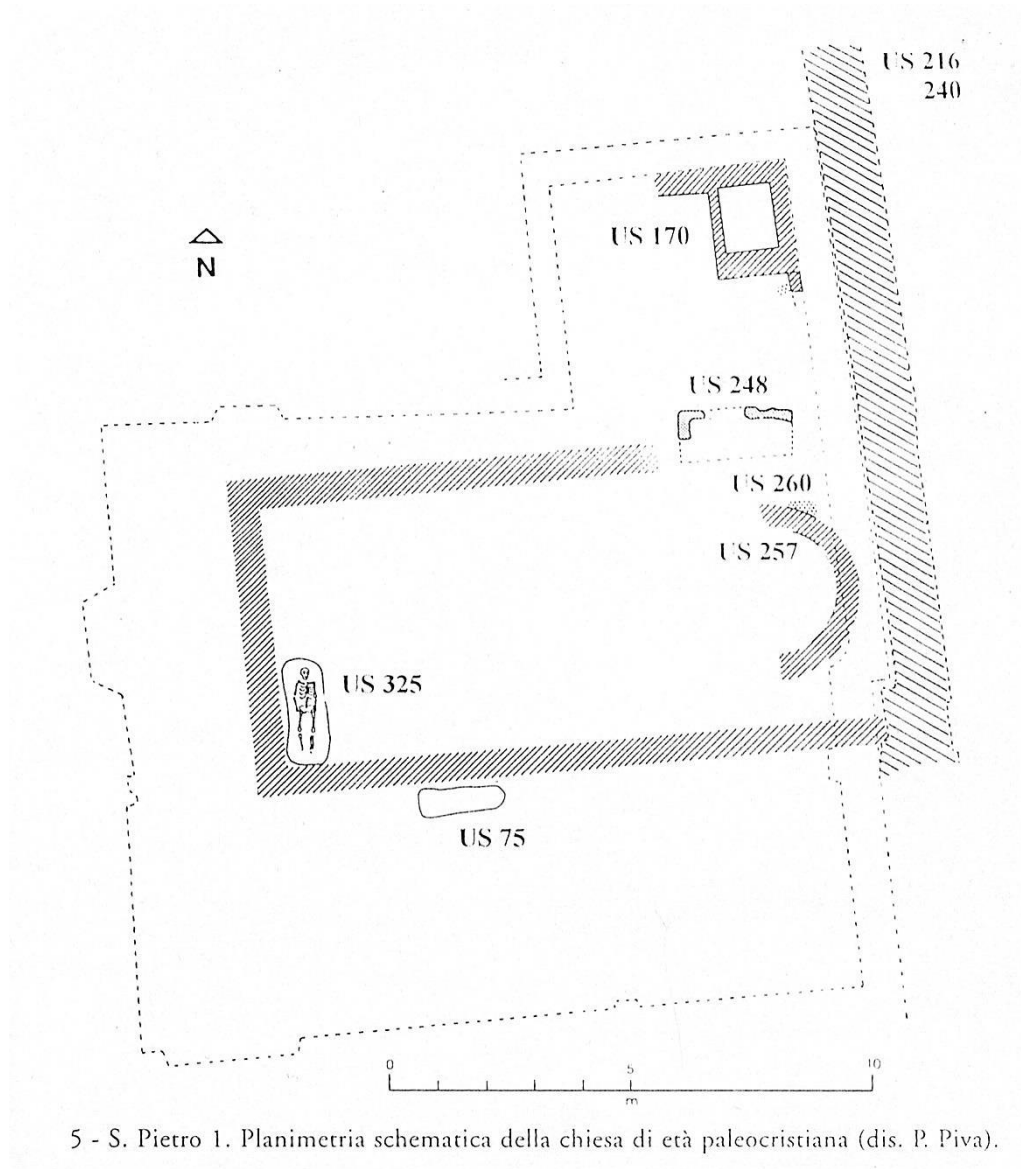 US 216
240
US 170
N
US 248
US 260
US 257
US 325
US 75
0 5 10
m
5 - S. Pietro 1. Planimetria schematica della chiesa di età paleocristiana (dis. P. Piva).